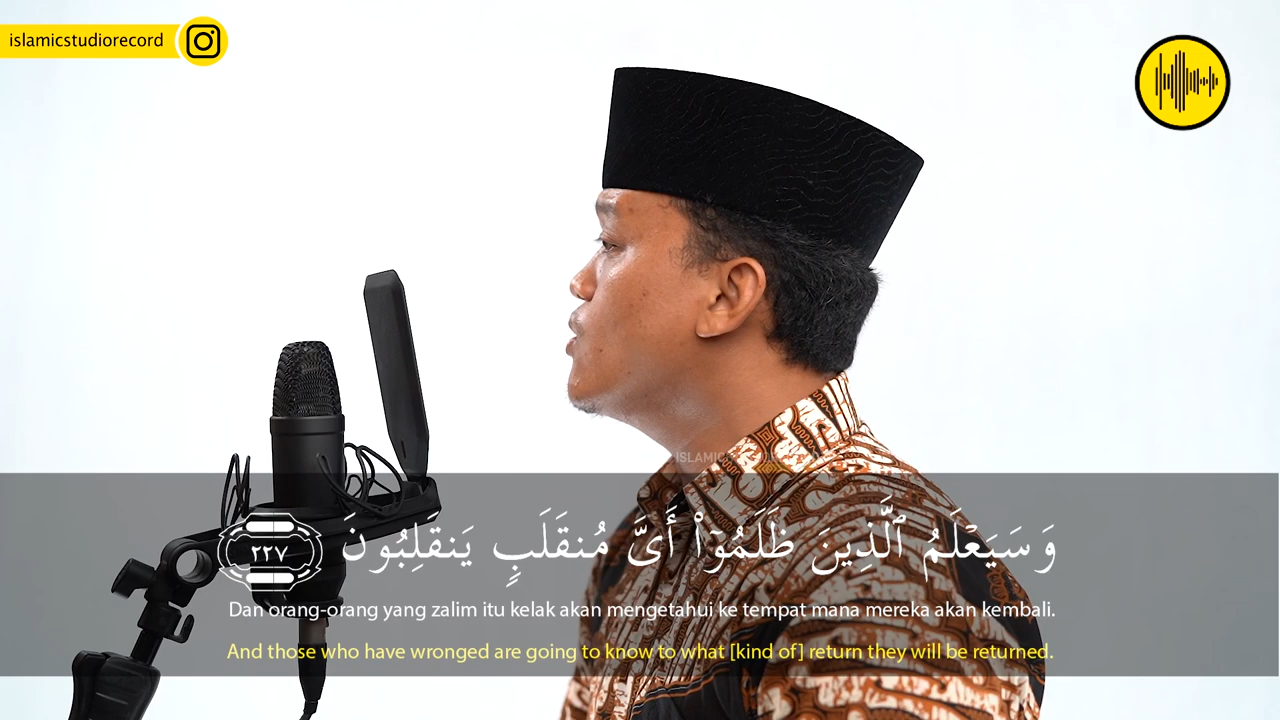 islamicstudiorecord
ISLAMIC
وَسَيَعْلَمُ ٱلَّذِينَ ظَلَمُوٓا۟ أَىَّ مُنقَلَبٍ يَنقَلِبُونَ ٢٢٧
Dan orang-orang yang zalim itu kelak akan mengetahui ke tempat mana mereka akan kembali.
And those who have wronged are going to know to what [kind of] return they will be returned.